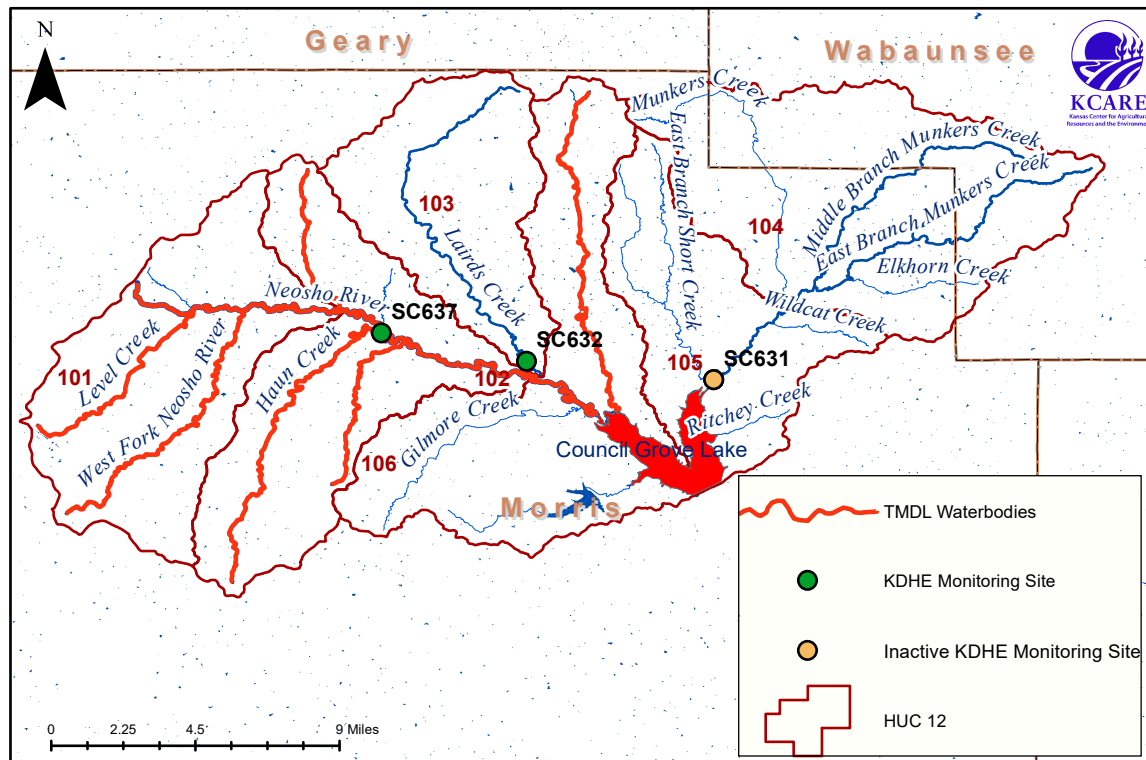 N
Geary
Wabaunsee
KCARE
Kansas Center for Agricultural
Resources and the Environment
Munkers Creek
East Branch Short Creek
Middle Branch Munkers Creek
East Branch Munkers Creek
103
104
Lairds Creek
Elkhorn Creek
Neosho River
SC637
Wildcat Creek
Level Creek
West Fork Neosho River
Haun Creek
SC632
SC631
101
102
105
Ritchey Creek
Gilmore Creek
106
Council Grove Lake
Morris
TMDL Waterbodies
KDHE Monitoring Site
Inactive KDHE Monitoring Site
HUC 12
0 2.25 4.5 9 Miles